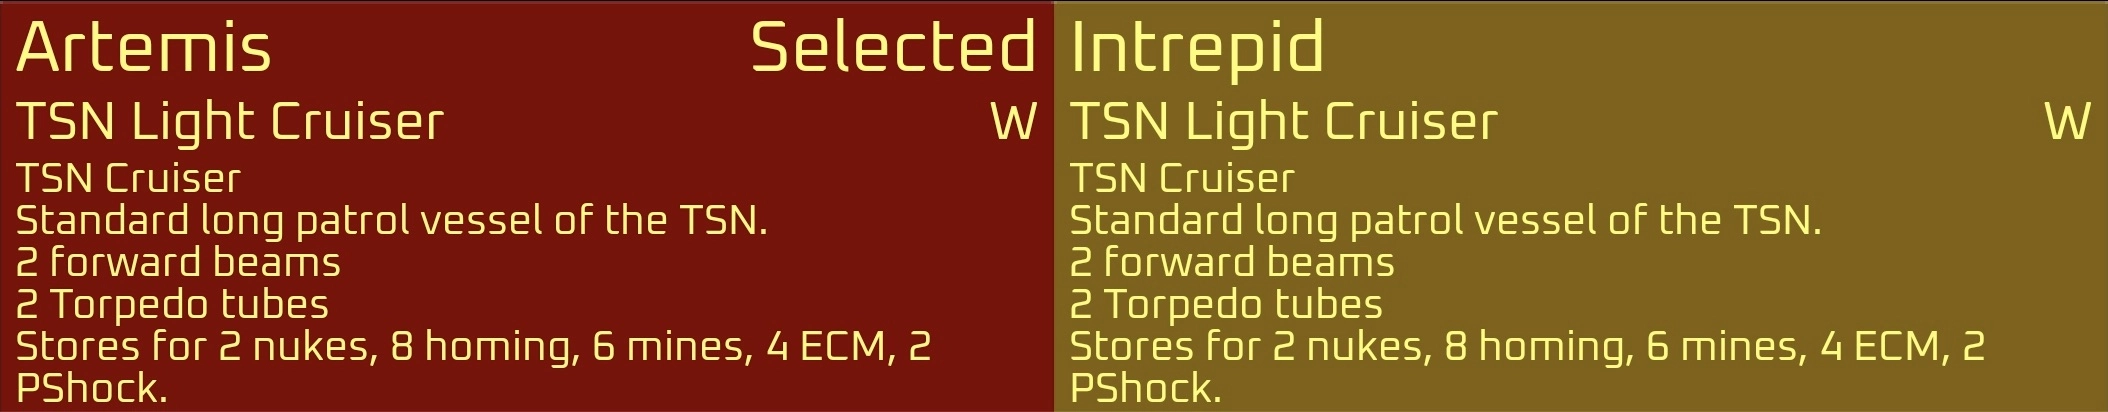 Artemis Selected
TSN Light Cruiser W
TSN Cruiser
Standard long patrol vessel of the TSN.
2 forward beams
2 Torpedo tubes
Stores for 2 nukes, 8 homing, 6 mines, 4 ECM, 2
PShock.
Intrepid
TSN Light Cruiser W
TSN Cruiser
Standard long patrol vessel of the TSN.
2 forward beams
2 Torpedo tubes
Stores for 2 nukes, 8 homing, 6 mines, 4 ECM, 2
PShock.